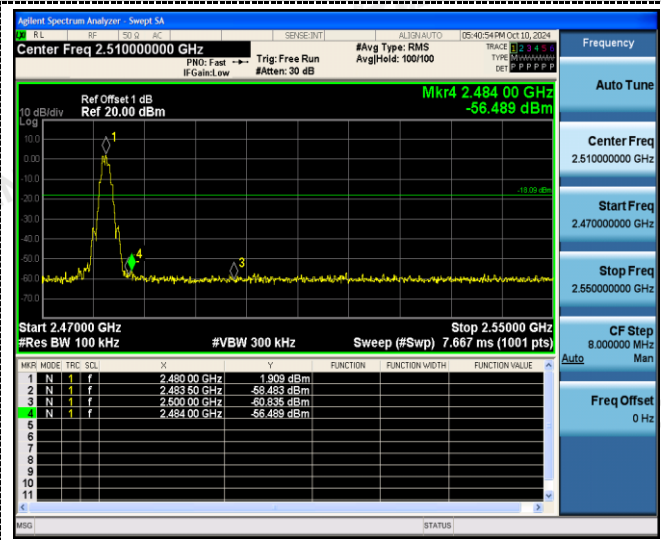 Agilent Spectrum Analyzer - Swept SA
RL RF 50 Ω AC SENSE:INT ALIGNAUTO 05:40:54PM Oct 10, 2024
Center Freq 2.510000000 GHz
PNO: Fast
IFGain:Low
Trig: Free Run
#Atten: 30 dB
#Avg Type: RMS
Avg|Hold: 100/100
TRACE 1 2 3 4 5 6
TYPE M
DET P P P P P P
Ref Offset 1 dB
10 dB/div Ref 20.00 dBm
Log
Mkr4 2.484 00 GHz
-56.489 dBm
10.0
0.00
-10.0
-20.0
-30.0
-40.0
-50.0
-60.0
-70.0
1
4
3
-18.09 dBm
Start 2.47000 GHz Stop 2.55000 GHz
#Res BW 100 kHz #VBW 300 kHz Sweep (#Swp) 7.667 ms (1001 pts)
MKR MODE TRC SCL X Y FUNCTION FUNCTION WIDTH FUNCTION VALUE
1 N 1 f 2.480 00 GHz 1.909 dBm
2 N 1 f 2.483 50 GHz -58.483 dBm
3 N 1 f 2.500 00 GHz -60.835 dBm
4 N 1 f 2.484 00 GHz -56.489 dBm
5
6
7
8
9
10
11
MSG STATUS
Frequency
Auto Tune
Center Freq
2.510000000 GHz
Start Freq
2.470000000 GHz
Stop Freq
2.550000000 GHz
CF Step
8.000000 MHz
Auto Man
Freq Offset
0 Hz